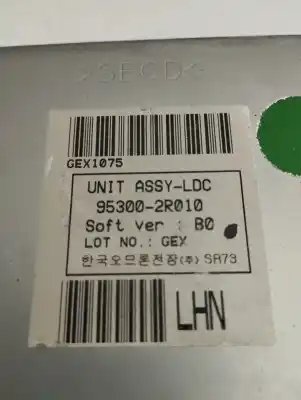 >SECD<
GEX1075
UNIT ASSY-LDC
95300-2R010
Soft ver : B0
LOT NO.: GEX
한국오므론전장(주) SA73
LHN